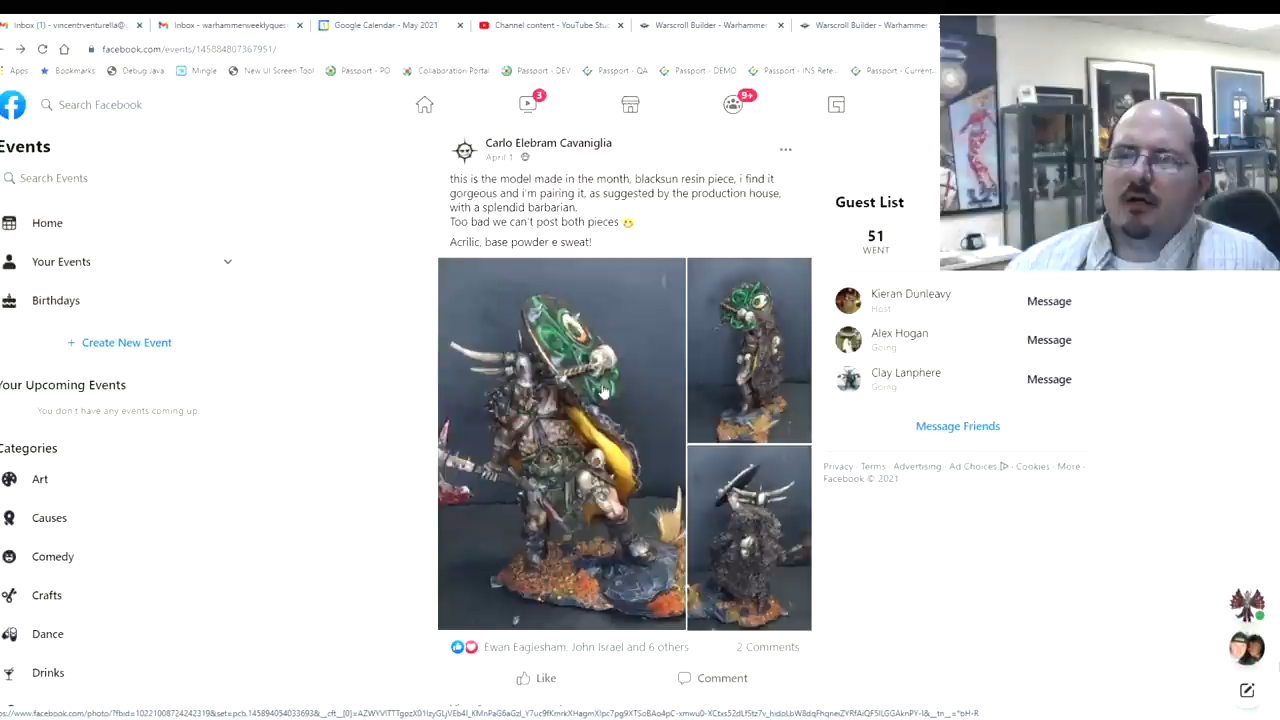 Inbox (1) - vincentrventurella@g
Inbox - warhammerweeklyques
Google Calendar - May 2021
Channel content - YouTube Stu
Warscroll Builder - Warhammer
Warscroll Builder - Warhammer
facebook.com/events/145884807367951/
Apps
Bookmarks
Debug Java
Mingle
New UI Screen Tool
Passport - PO
Collaboration Portal
Passport - DEV
Passport - QA
Passport - DEMO
Passport - INS Refe...
Passport - Current...
Search Facebook
3
9+
Events
Search Events
Home
Your Events
Birthdays
+ Create New Event
Your Upcoming Events
You don't have any events coming up.
Categories
Art
Causes
Comedy
Crafts
Dance
Drinks
Carlo Elebram Cavaniglia
April 1
this is the model made in the month, blacksun resin piece, i find it
gorgeous and i'm pairing it, as suggested by the production house,
with a splendid barbarian.
Too bad we can't post both pieces
Acrilic, base powder e sweat!
Ewan Eaglesham, John Israel and 6 others
2 Comments
Like
Comment
Guest List
51
WENT
Kieran Dunleavy
Host
Message
Alex Hogan
Going
Message
Clay Lanphere
Going
Message
Message Friends
Privacy · Terms · Advertising · Ad Choices · Cookies · More ·
Facebook © 2021